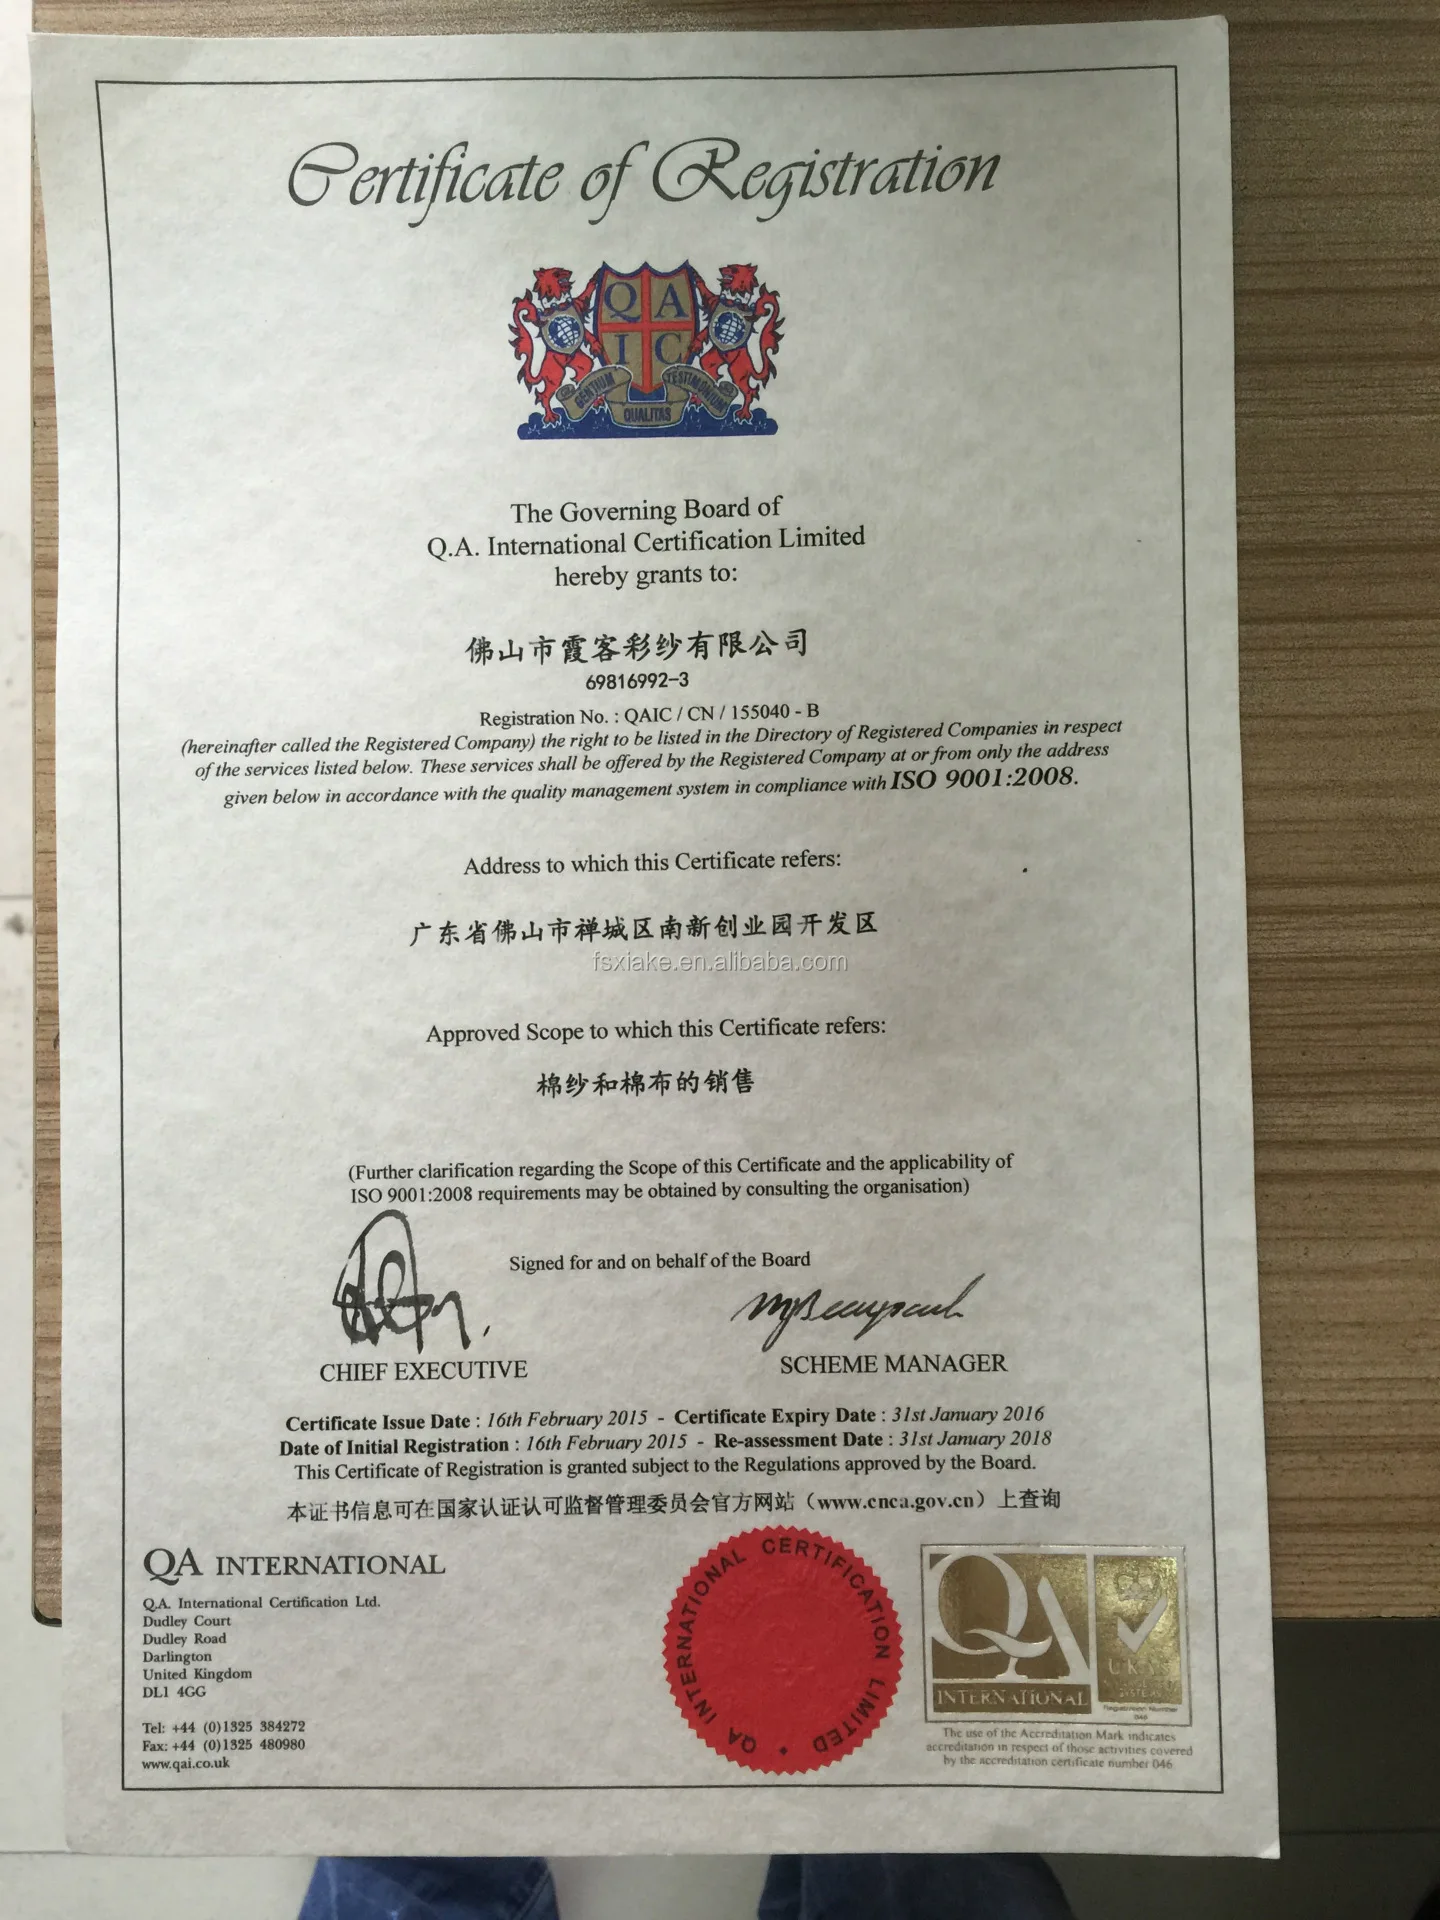 Certificate of Registration
Q A
I C
GENTIUM QUALITAS TESTIMONIUM
The Governing Board of
Q.A. International Certification Limited
hereby grants to:
佛山市霞客彩纱有限公司
69816992-3
Registration No. : QAIC / CN / 155040 - B
(hereinafter called the Registered Company) the right to be listed in the Directory of Registered Companies in respect
of the services listed below. These services shall be offered by the Registered Company at or from only the address
given below in accordance with the quality management system in compliance with ISO 9001:2008.
Address to which this Certificate refers:
广东省佛山市禅城区南新创业园开发区
fsxiake.en.alibaba.com
Approved Scope to which this Certificate refers:
棉纱和棉布的销售
(Further clarification regarding the Scope of this Certificate and the applicability of
ISO 9001:2008 requirements may be obtained by consulting the organisation)
Signed for and on behalf of the Board
CHIEF EXECUTIVE
SCHEME MANAGER
Certificate Issue Date : 16th February 2015 - Certificate Expiry Date : 31st January 2016
Date of Initial Registration : 16th February 2015 - Re-assessment Date : 31st January 2018
This Certificate of Registration is granted subject to the Regulations approved by the Board.
本证书信息可在国家认证认可监督管理委员会官方网站（www.cnca.gov.cn）上查询
QA INTERNATIONAL
Q.A. International Certification Ltd.
Dudley Court
Dudley Road
Darlington
United Kingdom
DL1 4GG
Tel: +44 (0)1325 384272
Fax: +44 (0)1325 480980
www.qai.co.uk
QA INTERNATIONAL CERTIFICATION LIMITED
QA
INTERNATIONAL
UKAS
SYSTEMS
Registration Number
046
The use of the Accreditation Mark indicates
accreditation in respect of those activities covered
by the accreditation certificate number 046